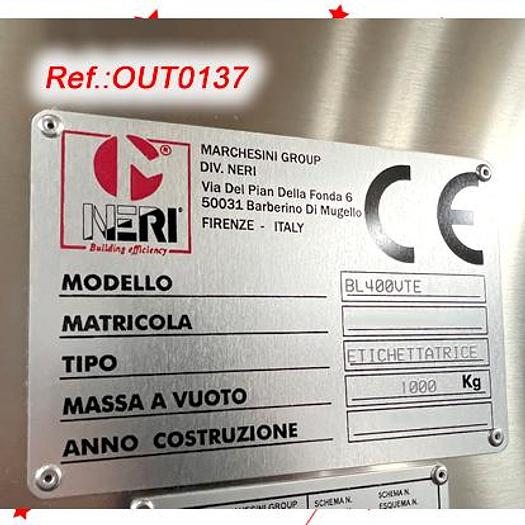 Ref.:OUT0137
NERI®
Building efficiency
MARCHESINI GROUP
DIV. NERI
Via Del Pian Della Fonda 6
50031 Barberino Di Mugello
FIRENZE - ITALY
CE
MODELLO BL400VTE
MATRICOLA
TIPO ETICHETTATRICE
MASSA A VUOTO 1000 Kg
ANNO COSTRUZIONE
SCHEMA N.
SCHEMA N.
ESQUEMA N.